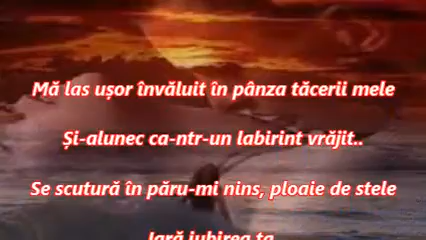 Mă las ușor învăluit în pânza tăcerii mele
Și-alunec ca-ntr-un labirint vrăjit..
Se scutură în păru-mi nins, ploaie de stele
Iară iubirea ta